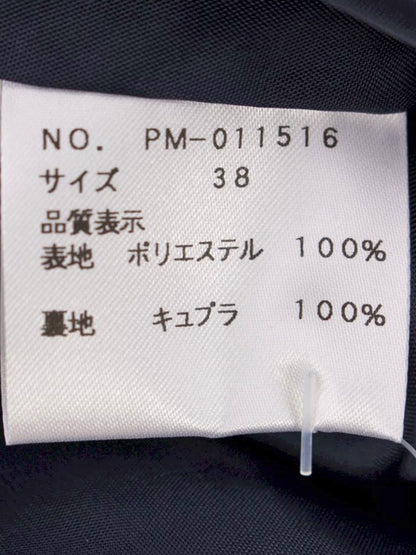 NO. PM-011516
サイズ 38
品質表示
表地 ポリエステル 100%
裏地 キュプラ 100%